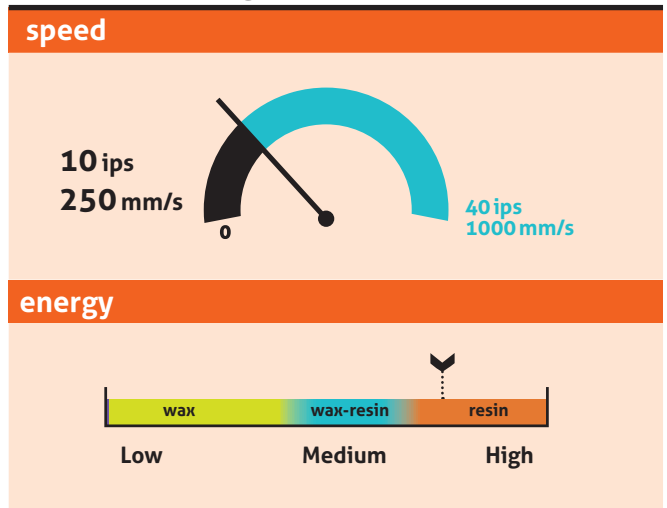 speed
10 ips
250 mm/s
0
40 ips
1000 mm/s
energy
wax wax-resin resin
Low Medium High